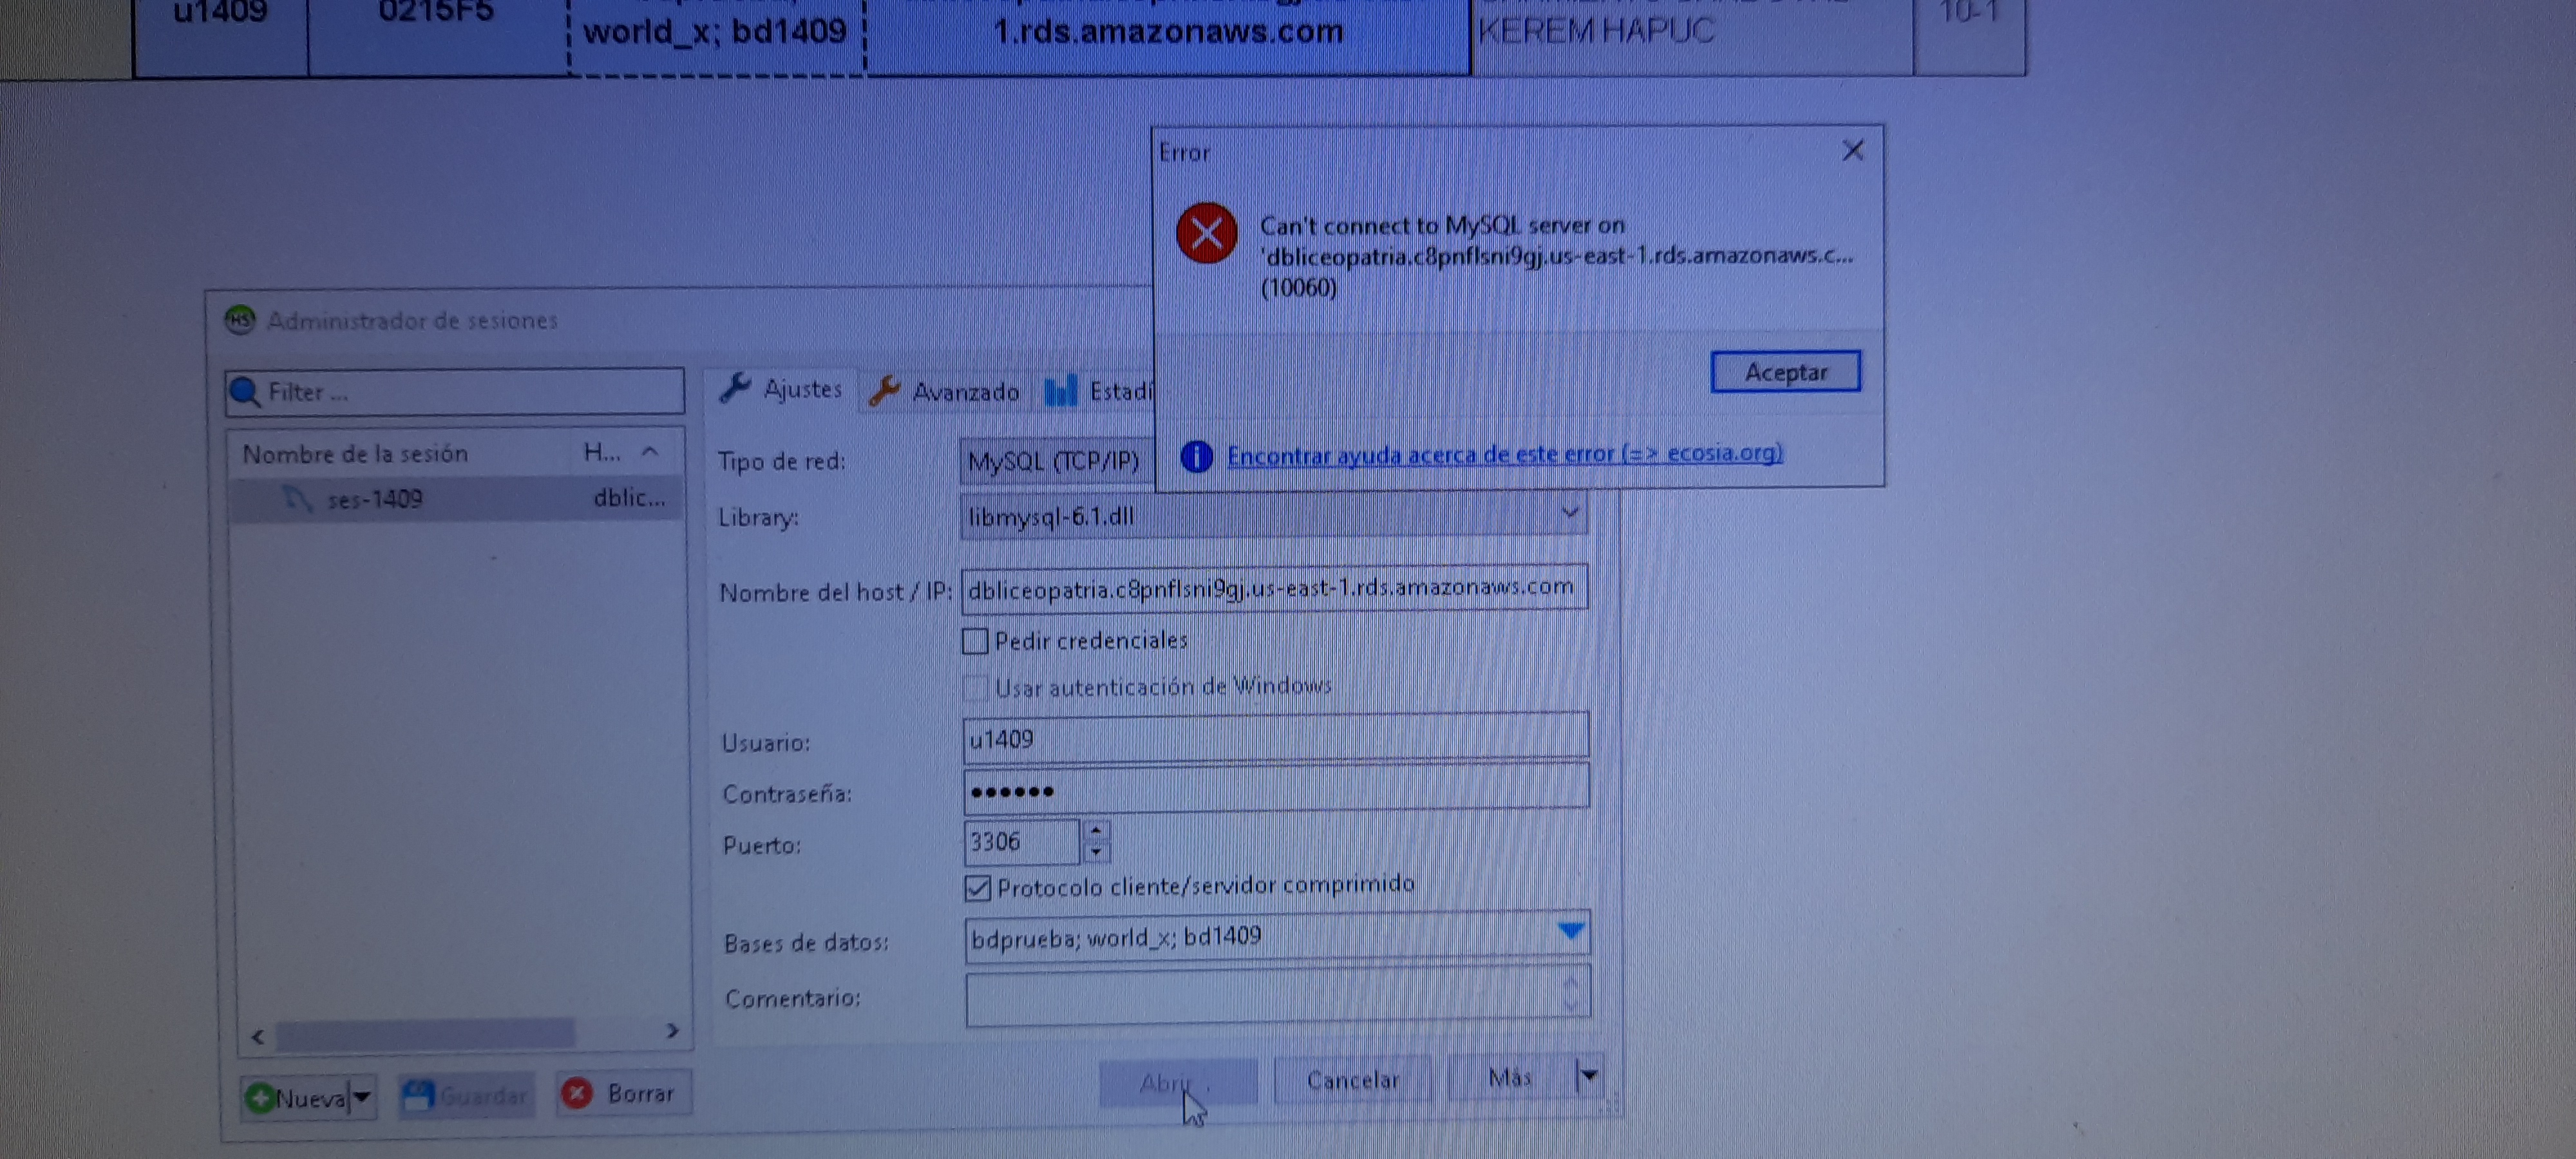 u1409
0215F5
world_x; bd1409
1.rds.amazonaws.com
KEREM HAPUC
10-1
Error
Can't connect to MySQL server on
'dbliceopatria.c8pnflsni9gj.us-east-1.rds.amazonaws.c...
(10060)
Aceptar
Encontrar ayuda acerca de este error (=> ecosia.org)
Administrador de sesiones
Filter ...
Nombre de la sesión H...
ses-1409 dblic...
Ajustes Avanzado Estadí
Tipo de red: MySQL (TCP/IP)
Library: libmysql-6.1.dll
Nombre del host / IP: dbliceopatria.c8pnflsni9gj.us-east-1.rds.amazonaws.com
Pedir credenciales
Usar autenticación de Windows
Usuario: u1409
Contraseña: ●●●●●●
Puerto: 3306
Protocolo cliente/servidor comprimido
Bases de datos: bdprueba; world_x; bd1409
Comentario:
Nueva Guardar Borrar
Abrir Cancelar Más